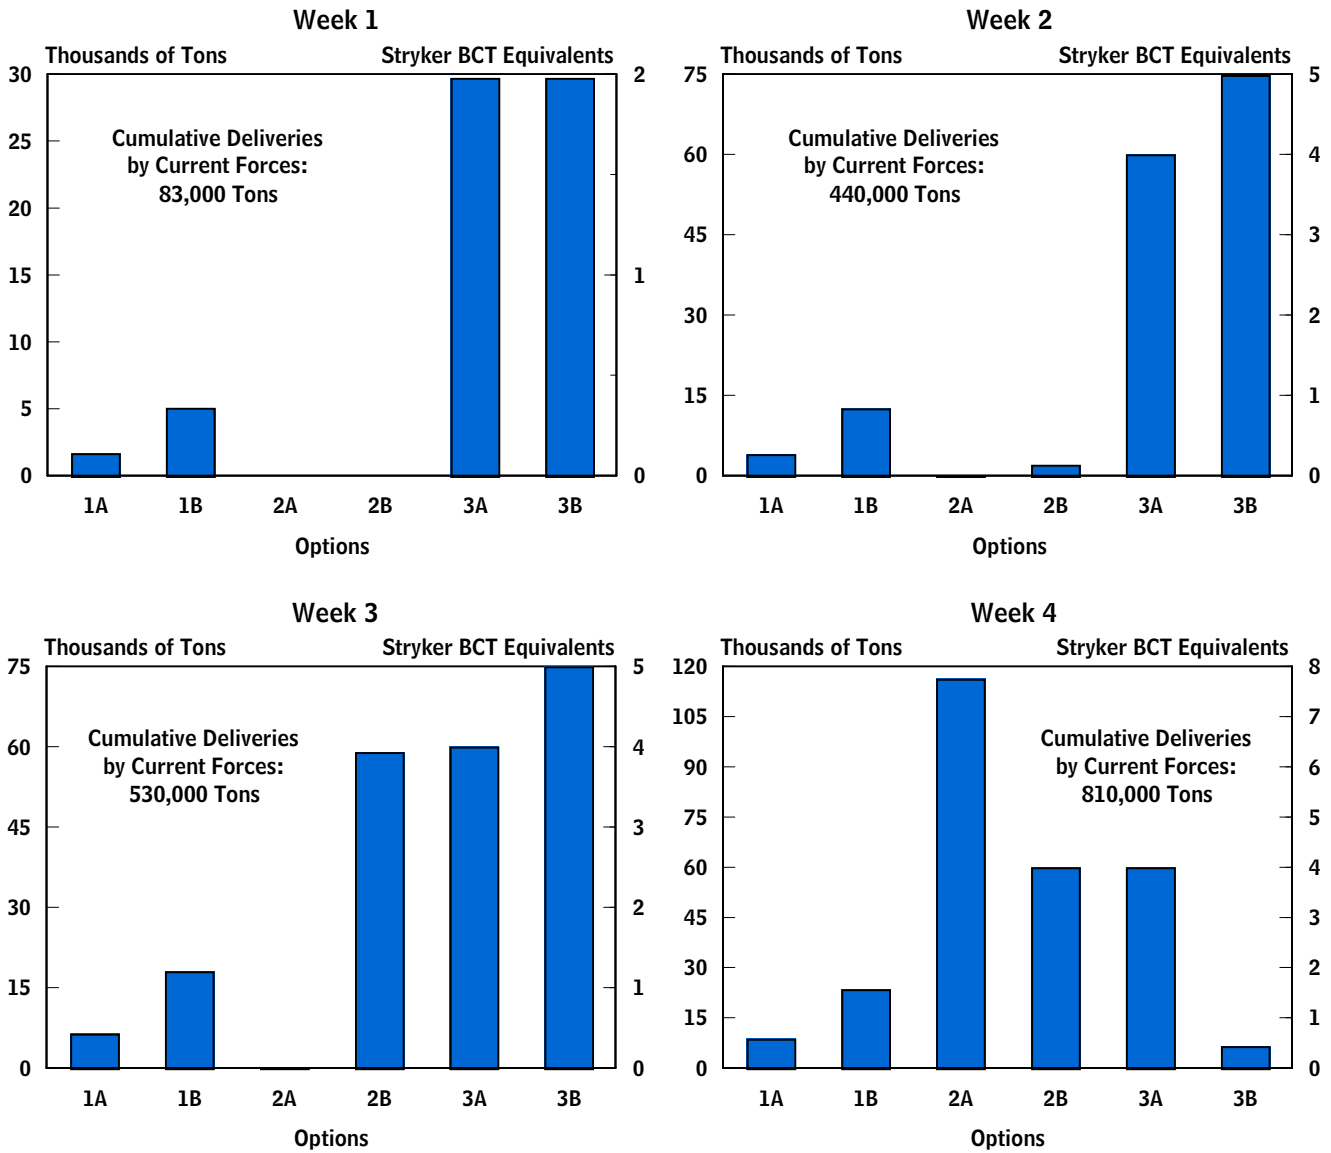 Week 1
Thousands of Tons
Stryker BCT Equivalents
30
25
20
15
10
5
0
2
1
0
Cumulative Deliveries
by Current Forces:
83,000 Tons
1A 1B 2A 2B 3A 3B
Options
Week 2
Thousands of Tons
Stryker BCT Equivalents
75
60
45
30
15
0
5
4
3
2
1
0
Cumulative Deliveries
by Current Forces:
440,000 Tons
1A 1B 2A 2B 3A 3B
Options
Week 3
Thousands of Tons
Stryker BCT Equivalents
75
60
45
30
15
0
5
4
3
2
1
0
Cumulative Deliveries
by Current Forces:
530,000 Tons
1A 1B 2A 2B 3A 3B
Options
Week 4
Thousands of Tons
Stryker BCT Equivalents
120
105
90
75
60
45
30
15
0
8
7
6
5
4
3
2
1
0
Cumulative Deliveries
by Current Forces:
810,000 Tons
1A 1B 2A 2B 3A 3B
Options